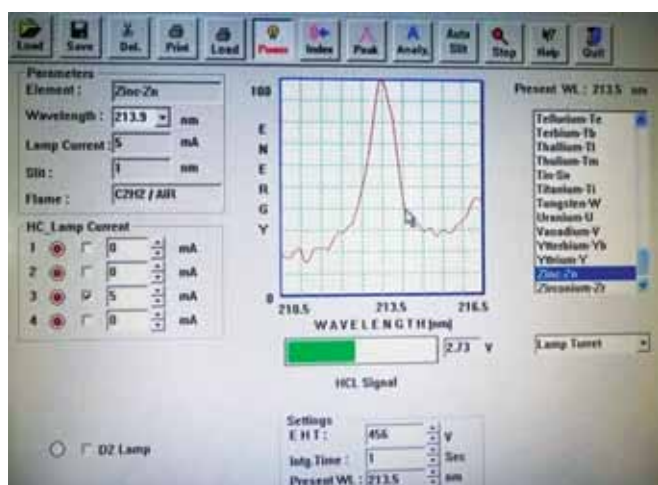 Load Save Del. Print Load Power Index Peak Analy. Auto Slit Stop Help Quit
Parameters
Element : Zinc-Zn
Wavelength : 213.9 nm
Lamp Current : 5 mA
Slit : 1 nm
Flame : C2H2 / AIR
HC_Lamp Current
1 0 mA
2 0 mA
3 5 mA
4 0 mA
D2 Lamp
100
ENERGY
0
210.5 213.5 216.5
WAVELENGTH [nm]
2.73 V
HCL Signal
Settings
EHT : 456 V
Intg.Time : 1 Sec
Present WL : 213.5 nm
Present WL : 213.5 nm
Tellurium-Te
Terbium-Tb
Thallium-Tl
Thulium-Tm
Tin-Sn
Titanium-Ti
Tungsten-W
Uranium-U
Vanadium-V
Ytterbium-Yb
Yttrium-Y
Zinc-Zn
Zirconium-Zr
Lamp Turret